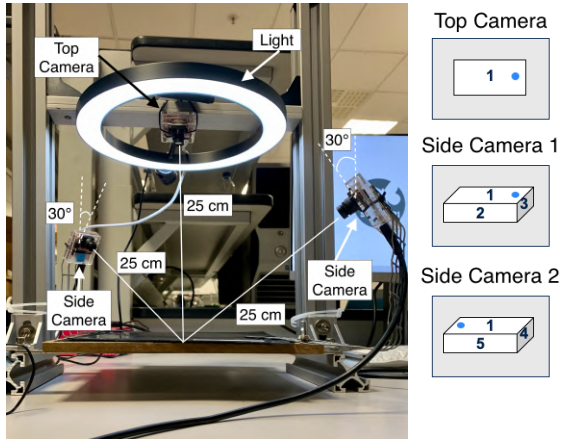 Top
Camera
Light
30°
30°
25 cm
25 cm
25 cm
Side
Camera
Side
Camera
Top Camera
1
Side Camera 1
1
2
3
Side Camera 2
1
4
5